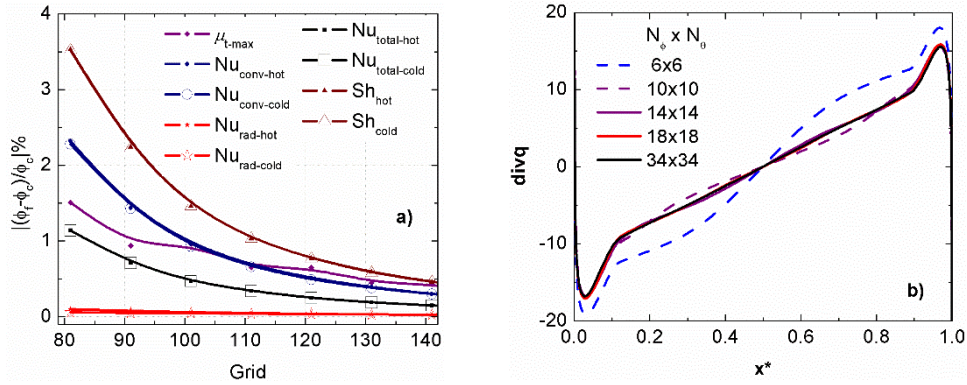 4
3
2
1
0
|(ϕf-ϕc)/ϕc|%
μt-max
Nuconv-hot
Nuconv-cold
Nurad-hot
Nurad-cold
Nutotal-hot
Nutotal-cold
Shhot
Shcold
a)
80 90 100 110 120 130 140
Grid
20
10
0
-10
-20
divq
Nϕ x Nθ
6x6
10x10
14x14
18x18
34x34
b)
0.0 0.2 0.4 0.6 0.8 1.0
x*